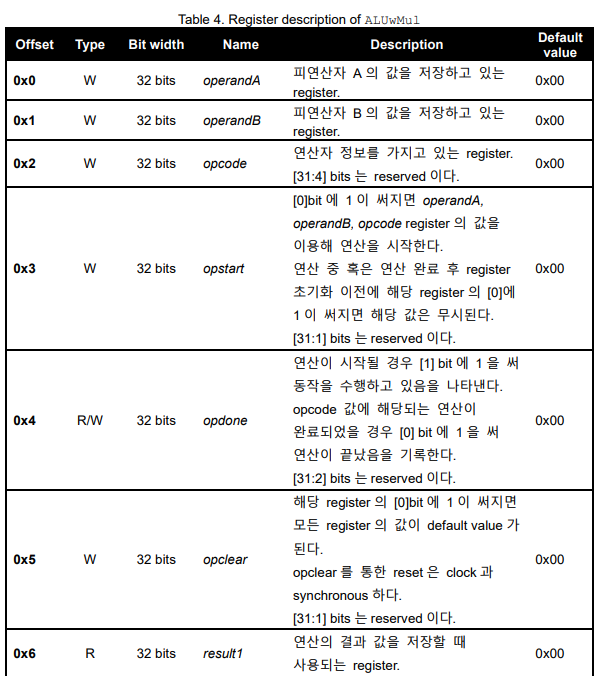 Table 4. Register description of ALUwMul
Offset Type Bit width Name Description Default value
0x0 W 32 bits operandA 피연산자 A 의 값을 저장하고 있는 0x00
register.
0x1 W 32 bits operandB 피연산자 B 의 값을 저장하고 있는 0x00
register.
0x2 W 32 bits opcode 연산자 정보를 가지고 있는 register. 0x00
[31:4] bits 는 reserved 이다.
[0]bit 에 1 이 써지면 operandA,
operandB, opcode register 의 값을
이용해 연산을 시작한다.
0x3 W 32 bits opstart 연산 중 혹은 연산 완료 후 register 0x00
초기화 이전에 해당 register 의 [0]에
1 이 써지면 해당 값은 무시된다.
[31:1] bits 는 reserved 이다.
연산이 시작될 경우 [1] bit 에 1 을 써
동작을 수행하고 있음을 나타낸다.
0x4 R/W 32 bits opdone opcode 값에 해당되는 연산이 0x00
완료되었을 경우 [0] bit 에 1 을 써
연산이 끝났음을 기록한다.
[31:2] bits 는 reserved 이다.
해당 register 의 [0]bit 에 1 이 써지면
모든 register 의 값이 default value 가
된다.
0x5 W 32 bits opclear opclear 를 통한 reset 은 clock 과 0x00
synchronous 하다.
[31:1] bits 는 reserved 이다.
0x6 R 32 bits result1 연산의 결과 값을 저장할 때 0x00
사용되는 register.